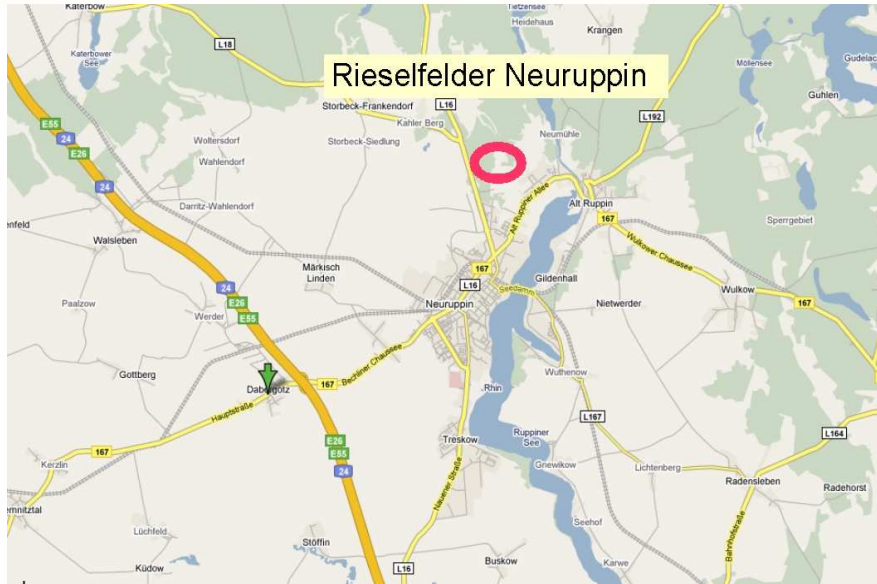 Katerbow
Tietzensee
Heidehaus
L18
Katerbower
See
Krangen
Möllensee
Gudelac
Rieselfelder Neuruppin
Guhlen
L16
Storbeck-Frankendorf
L192
E55
24
E26
24
Kahler Berg
Neumühle
Woltersdorf
Storbeck-Siedlung
Wahlendorf
Alt Ruppiner Allee
Alt Ruppin
Darritz-Wahlendorf
167
Sperrgebiet
enfeld
Walsleben
Wulkower Chaussee
Märkisch
Linden
167
Gildenhall
L16
Seedamm
24
E26
E55
Wulkow
Paalzow
Neuruppin
Nietwerder
167
Werder
Bechliner Chaussee
Gottberg
Wuthenow
Dabergotz
167
Rhin
Hauptstraße
L167
Ruppiner
See
L164
Treskow
E26
E55
24
167
Kerzlin
Gnewikow
Lichtenberg
Radensleben
Radehorst
Nauener Straße
emnitztal
Bahnhofstraße
Lüchfeld
Seehof
Stöffin
Küdow
L16
Buskow
Karwe